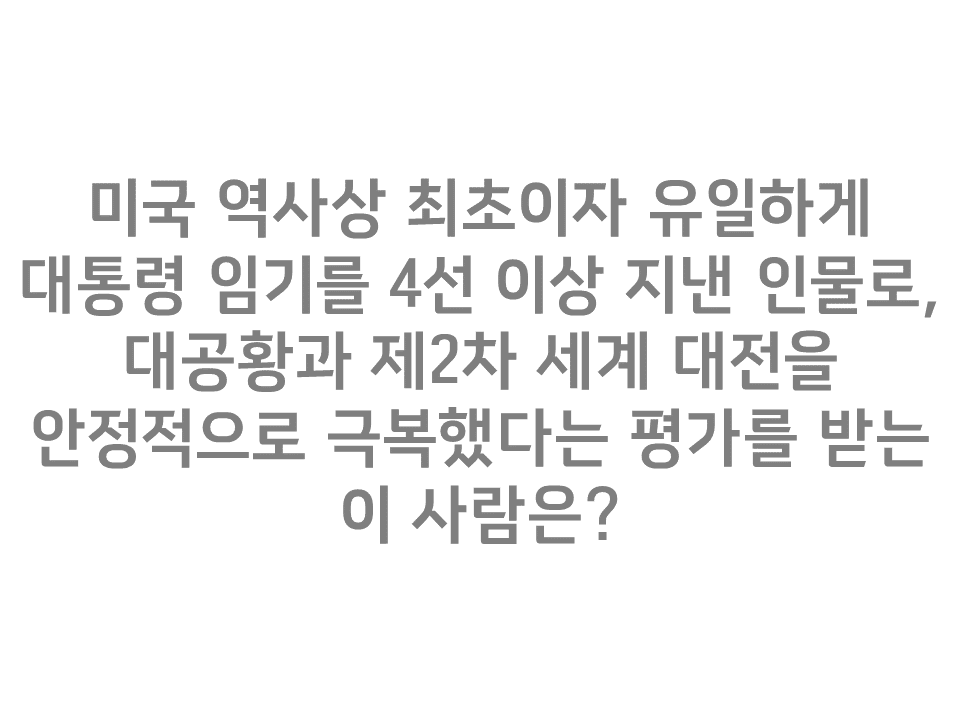 미국 역사상 최초이자 유일하게
대통령 임기를 4선 이상 지낸 인물로,
대공황과 제2차 세계 대전을
안정적으로 극복했다는 평가를 받는
이 사람은?